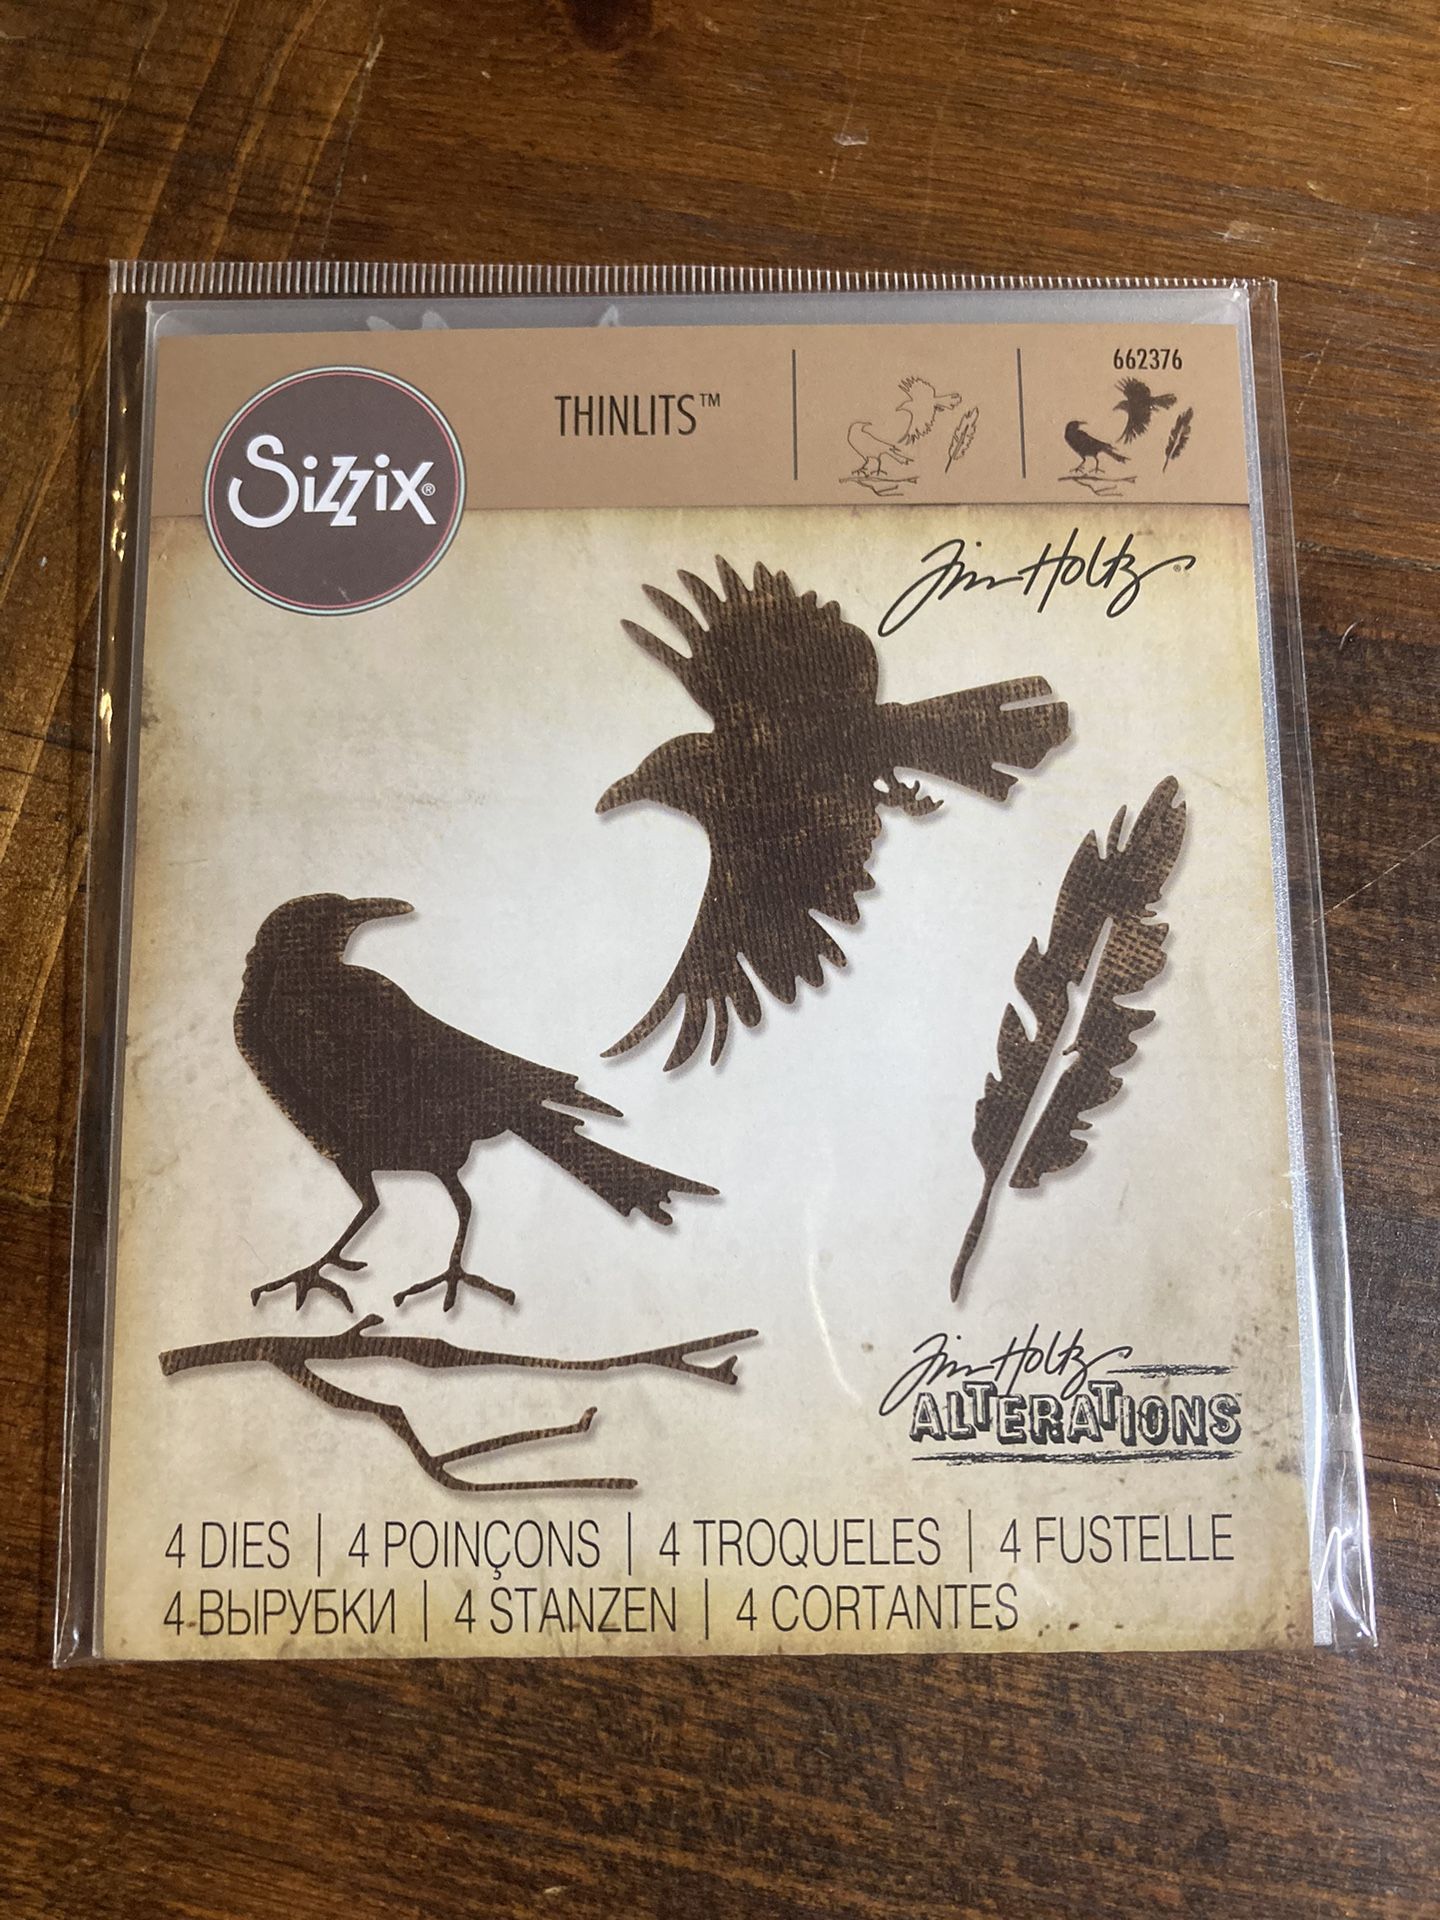 662376
THINLITS™
Sizzix®
Tim Holtz®
Tim Holtz
ALTERATIONS™
4 DIES | 4 POINÇONS | 4 TROQUELES | 4 FUSTELLE
4 ВЫРУБКИ | 4 STANZEN | 4 CORTANTES